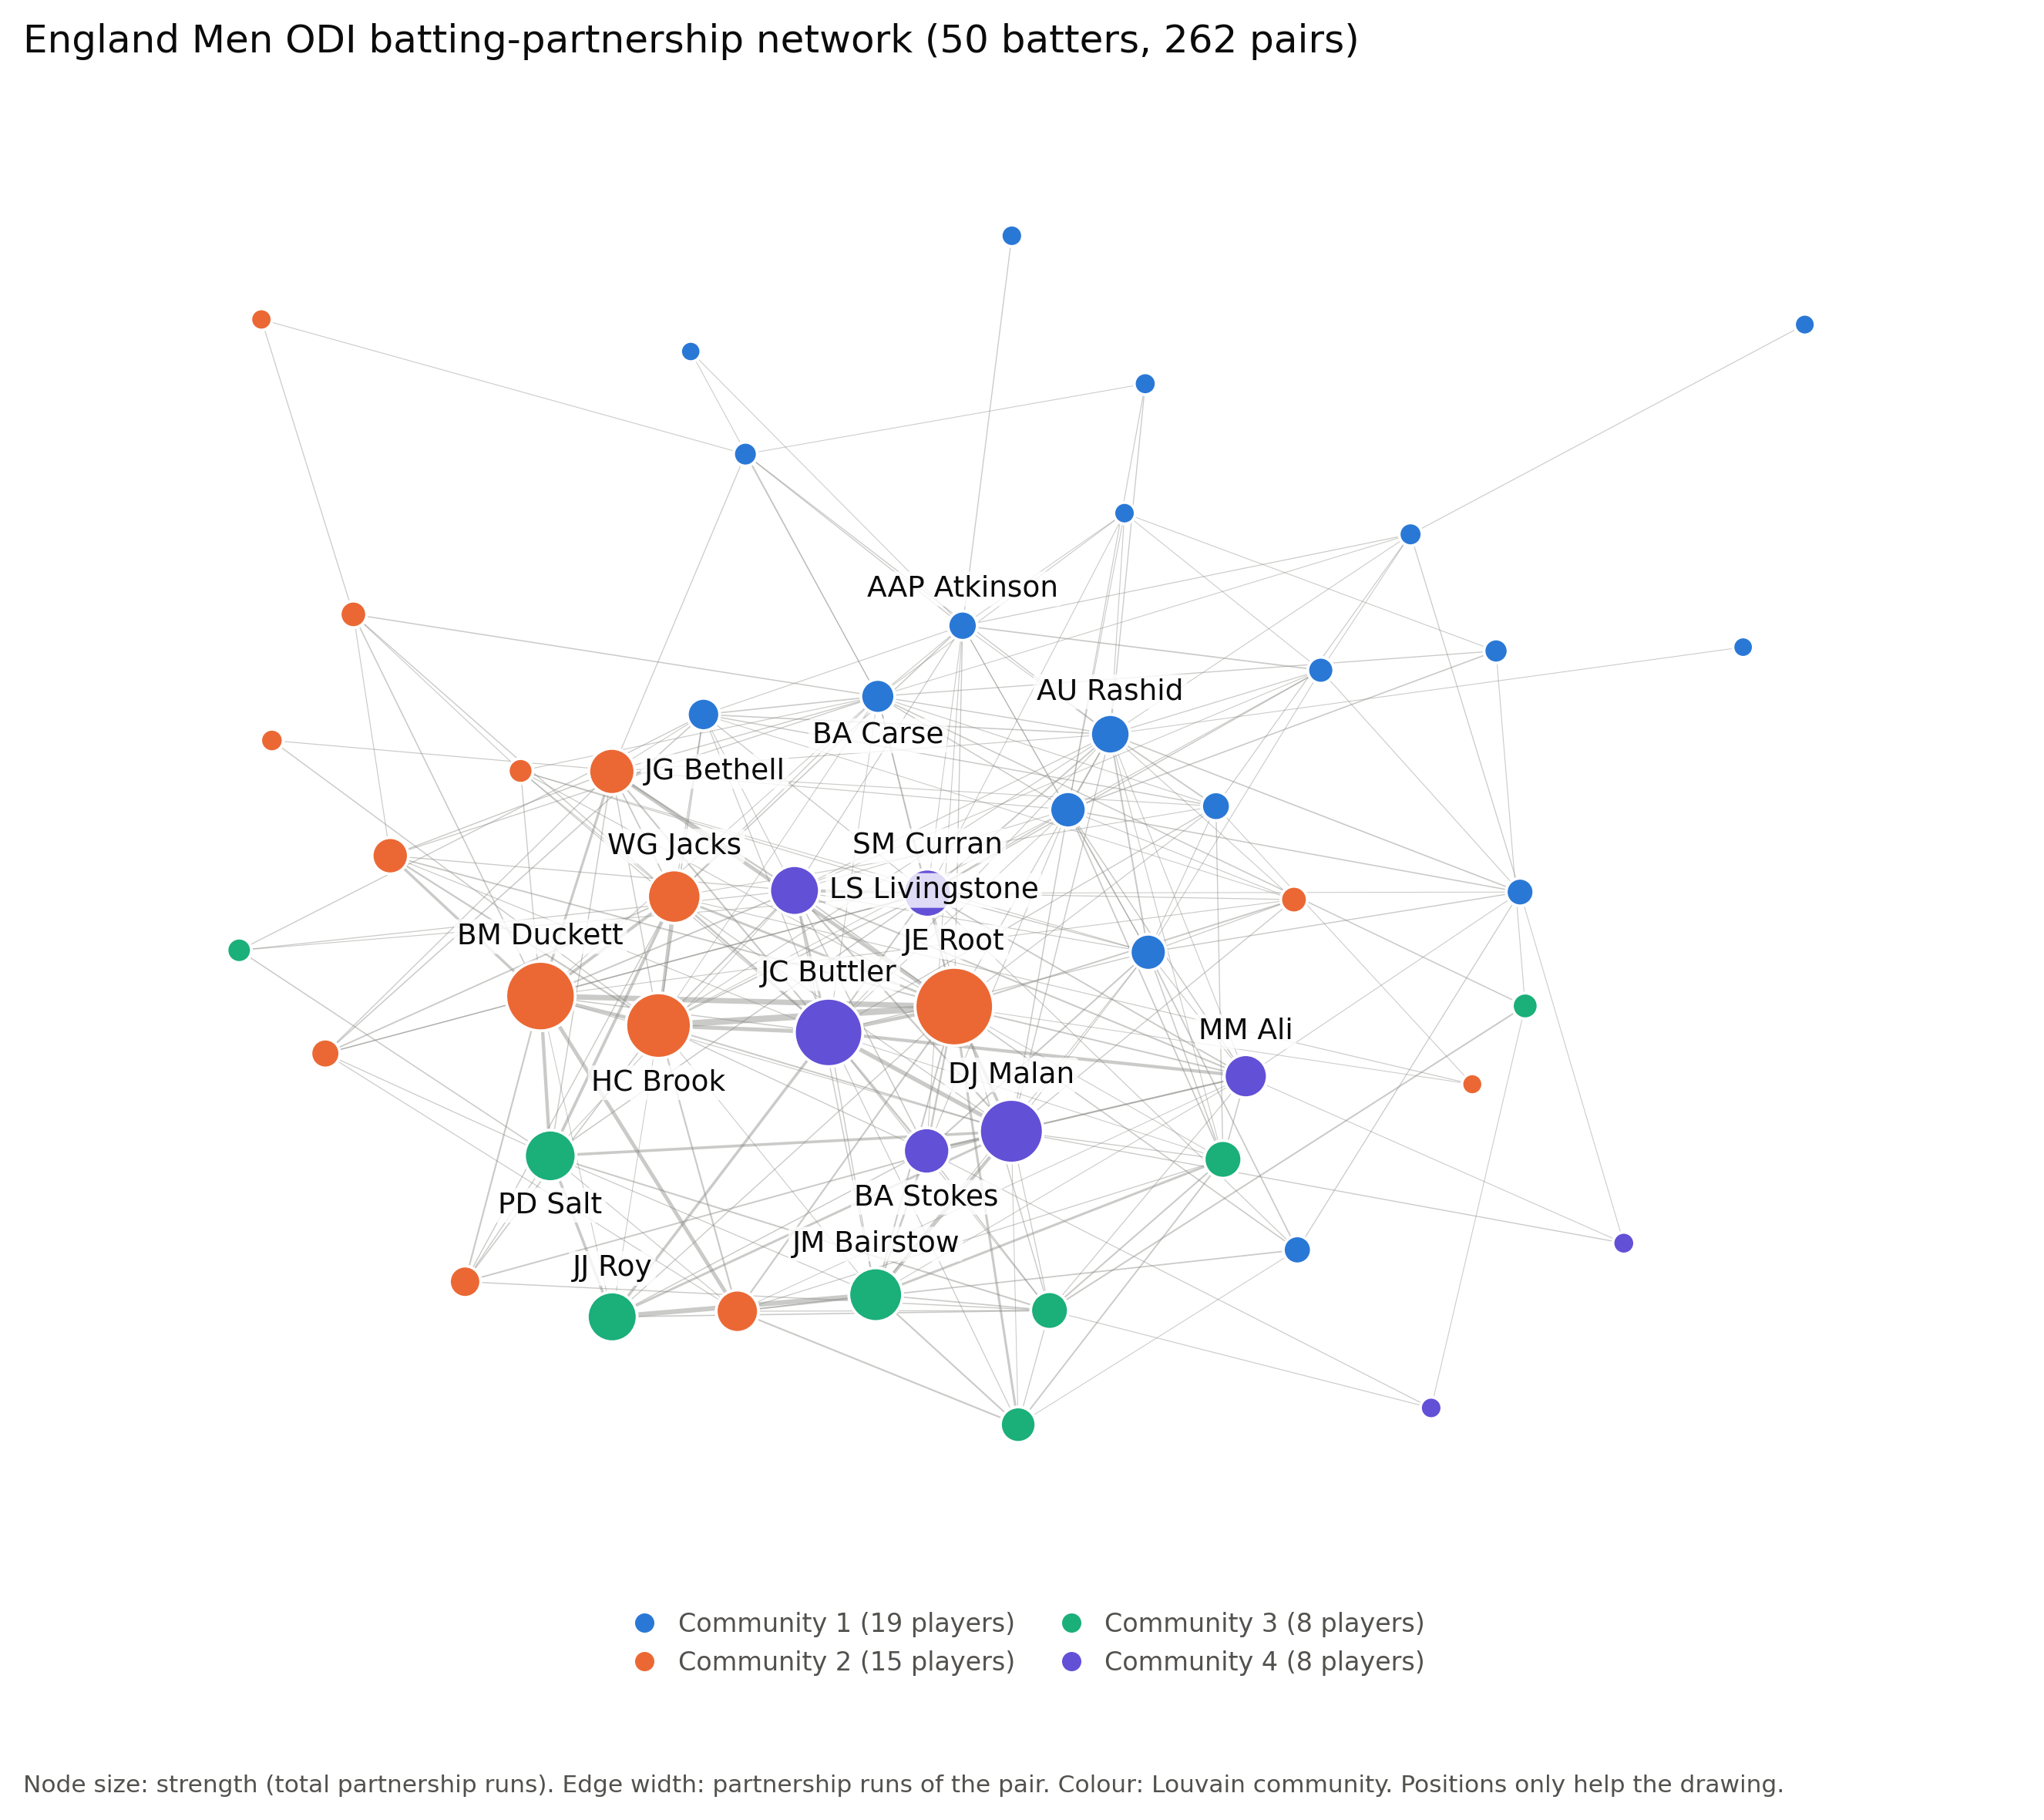 England Men ODI batting-partnership network (50 batters, 262 pairs)
AAP Atkinson
AU Rashid
BA Carse
JG Bethell
WG Jacks
SM Curran
LS Livingstone
BM Duckett
JE Root
JC Buttler
MM Ali
DJ Malan
HC Brook
BA Stokes
PD Salt
JM Bairstow
JJ Roy
Community 1 (19 players)
Community 2 (15 players)
Community 3 (8 players)
Community 4 (8 players)
Node size: strength (total partnership runs). Edge width: partnership runs of the pair. Colour: Louvain community. Positions only help the drawing.